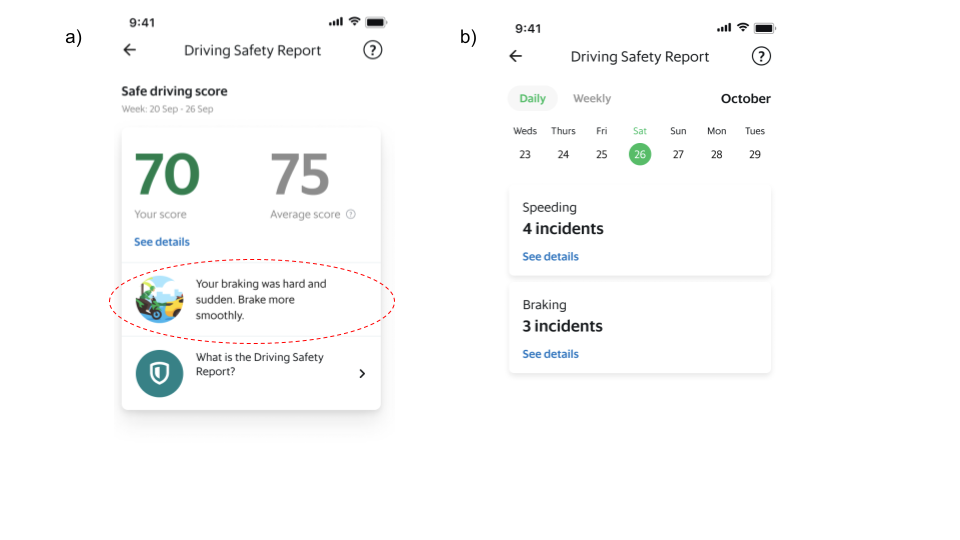 a)
9:41
Driving Safety Report
?
Safe driving score
Week: 20 Sep - 26 Sep
70 75
Your score Average score ?
See details
Your braking was hard and
sudden. Brake more
smoothly.
What is the Driving Safety
Report?
b)
9:41
Driving Safety Report
?
Daily Weekly October
Weds Thurs Fri Sat Sun Mon Tues
23 24 25 26 27 28 29
Speeding
4 incidents
See details
Braking
3 incidents
See details